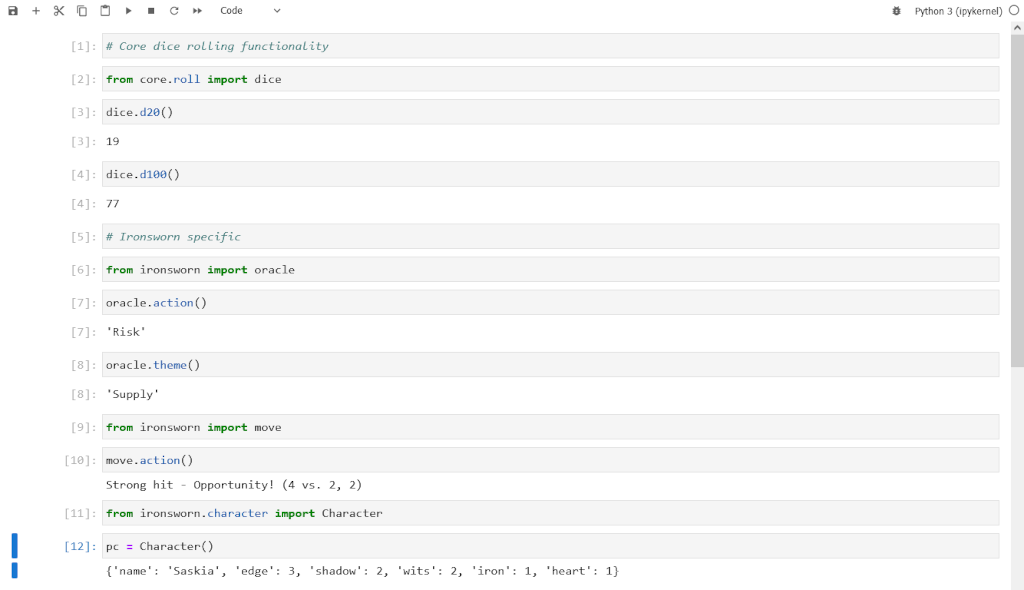 Code
Python 3 (ipykernel)
[1]: # Core dice rolling functionality
[2]: from core.roll import dice
[3]: dice.d20()
[3]: 19
[4]: dice.d100()
[4]: 77
[5]: # Ironsworn specific
[6]: from ironsworn import oracle
[7]: oracle.action()
[7]: 'Risk'
[8]: oracle.theme()
[8]: 'Supply'
[9]: from ironsworn import move
[10]: move.action()
Strong hit - Opportunity! (4 vs. 2, 2)
[11]: from ironsworn.character import Character
[12]: pc = Character()
{'name': 'Saskia', 'edge': 3, 'shadow': 2, 'wits': 2, 'iron': 1, 'heart': 1}